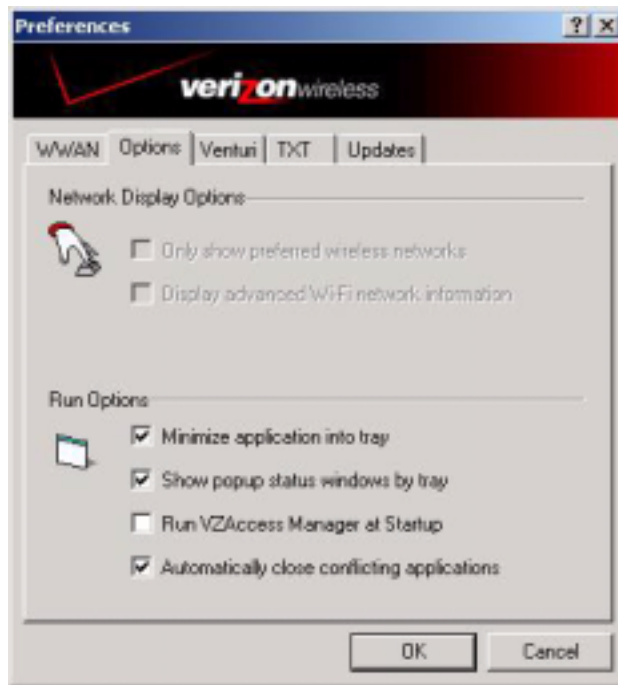 Preferences
verizon wireless
WWAN Options Venturi TXT Updates
Network Display Options
Only show preferred wireless networks
Display advanced Wi-Fi network information
Run Options
Minimize application into tray
Show popup status windows by tray
Run VZAccess Manager at Startup
Automatically close conflicting applications
OK Cancel